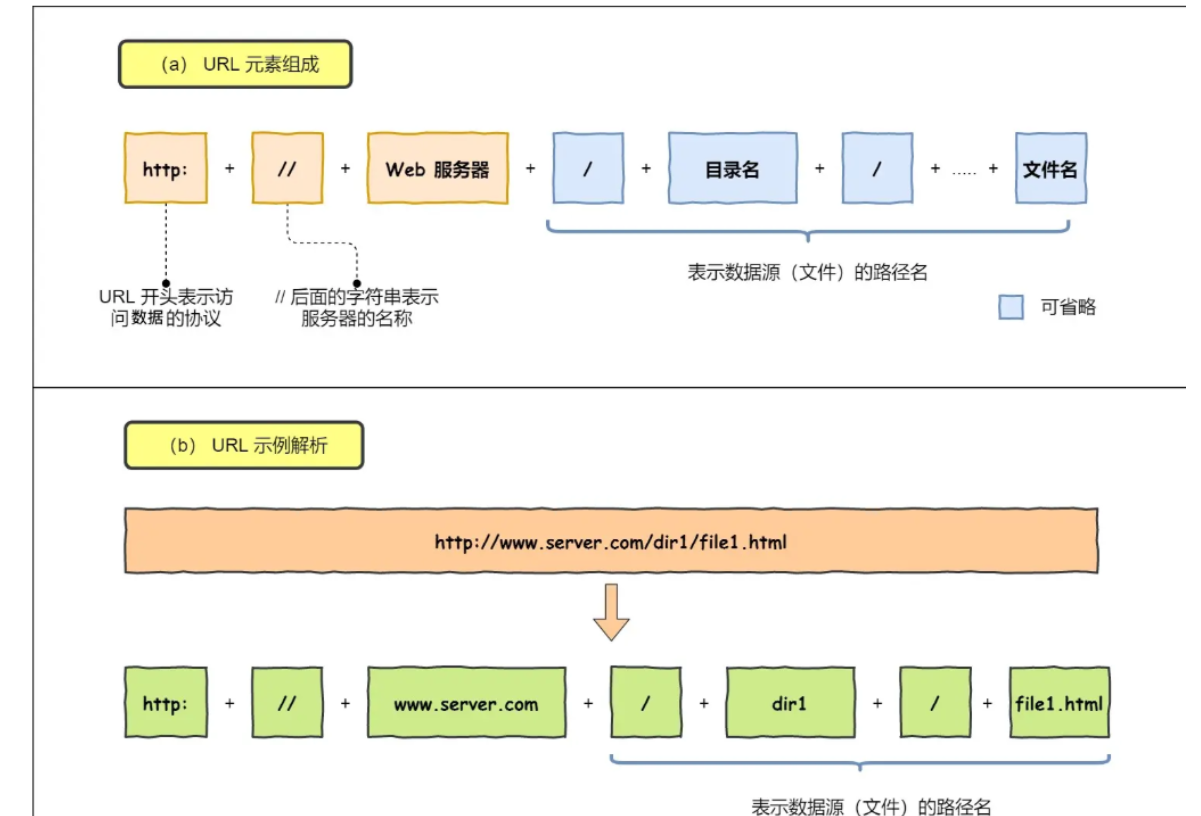 （a） URL 元素组成
http: + // + Web 服务器 + / + 目录名 + / + ..... + 文件名
表示数据源（文件）的路径名
URL 开头表示访
问数据的协议
// 后面的字符串表示
服务器的名称
可省略
（b） URL 示例解析
http://www.server.com/dir1/file1.html
http: + // + www.server.com + / + dir1 + / + file1.html
表示数据源（文件）的路径名